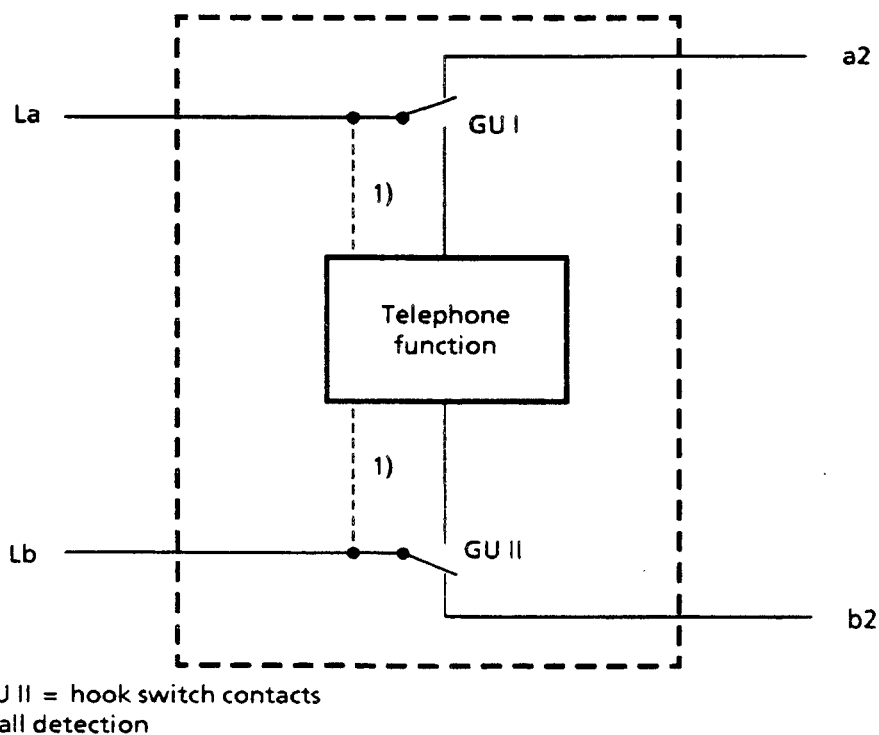 a2
La
GU I
1)
Telephone
function
1)
Lb
GU II
b2
U II = hook switch contacts
all detection